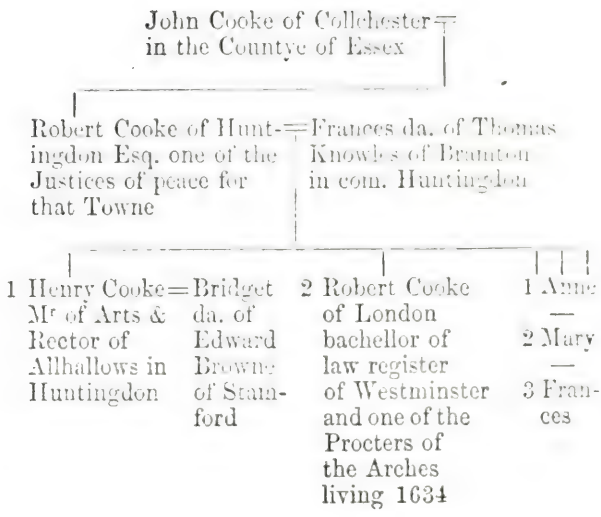 John Cooke of Collchester=
in the Countye of Essex
Robert Cooke of Hunt-=Frances da. of Thomas
ingdon Esq. one of the
Justices of peace for
that Towne
Knowles of Bramton
in com. Huntingdon
1 Henry Cooke=Bridget
Mr of Arts &
Rector of
Allhallows in
Huntingdon
da. of
Edward
Browne
of Stam-
ford
2 Robert Cooke
of London
bachellor of
law register
of Westminster
and one of the
Procters of
the Arches
living 1634
1 Anne
—
2 Mary
—
3 Fran-
ces